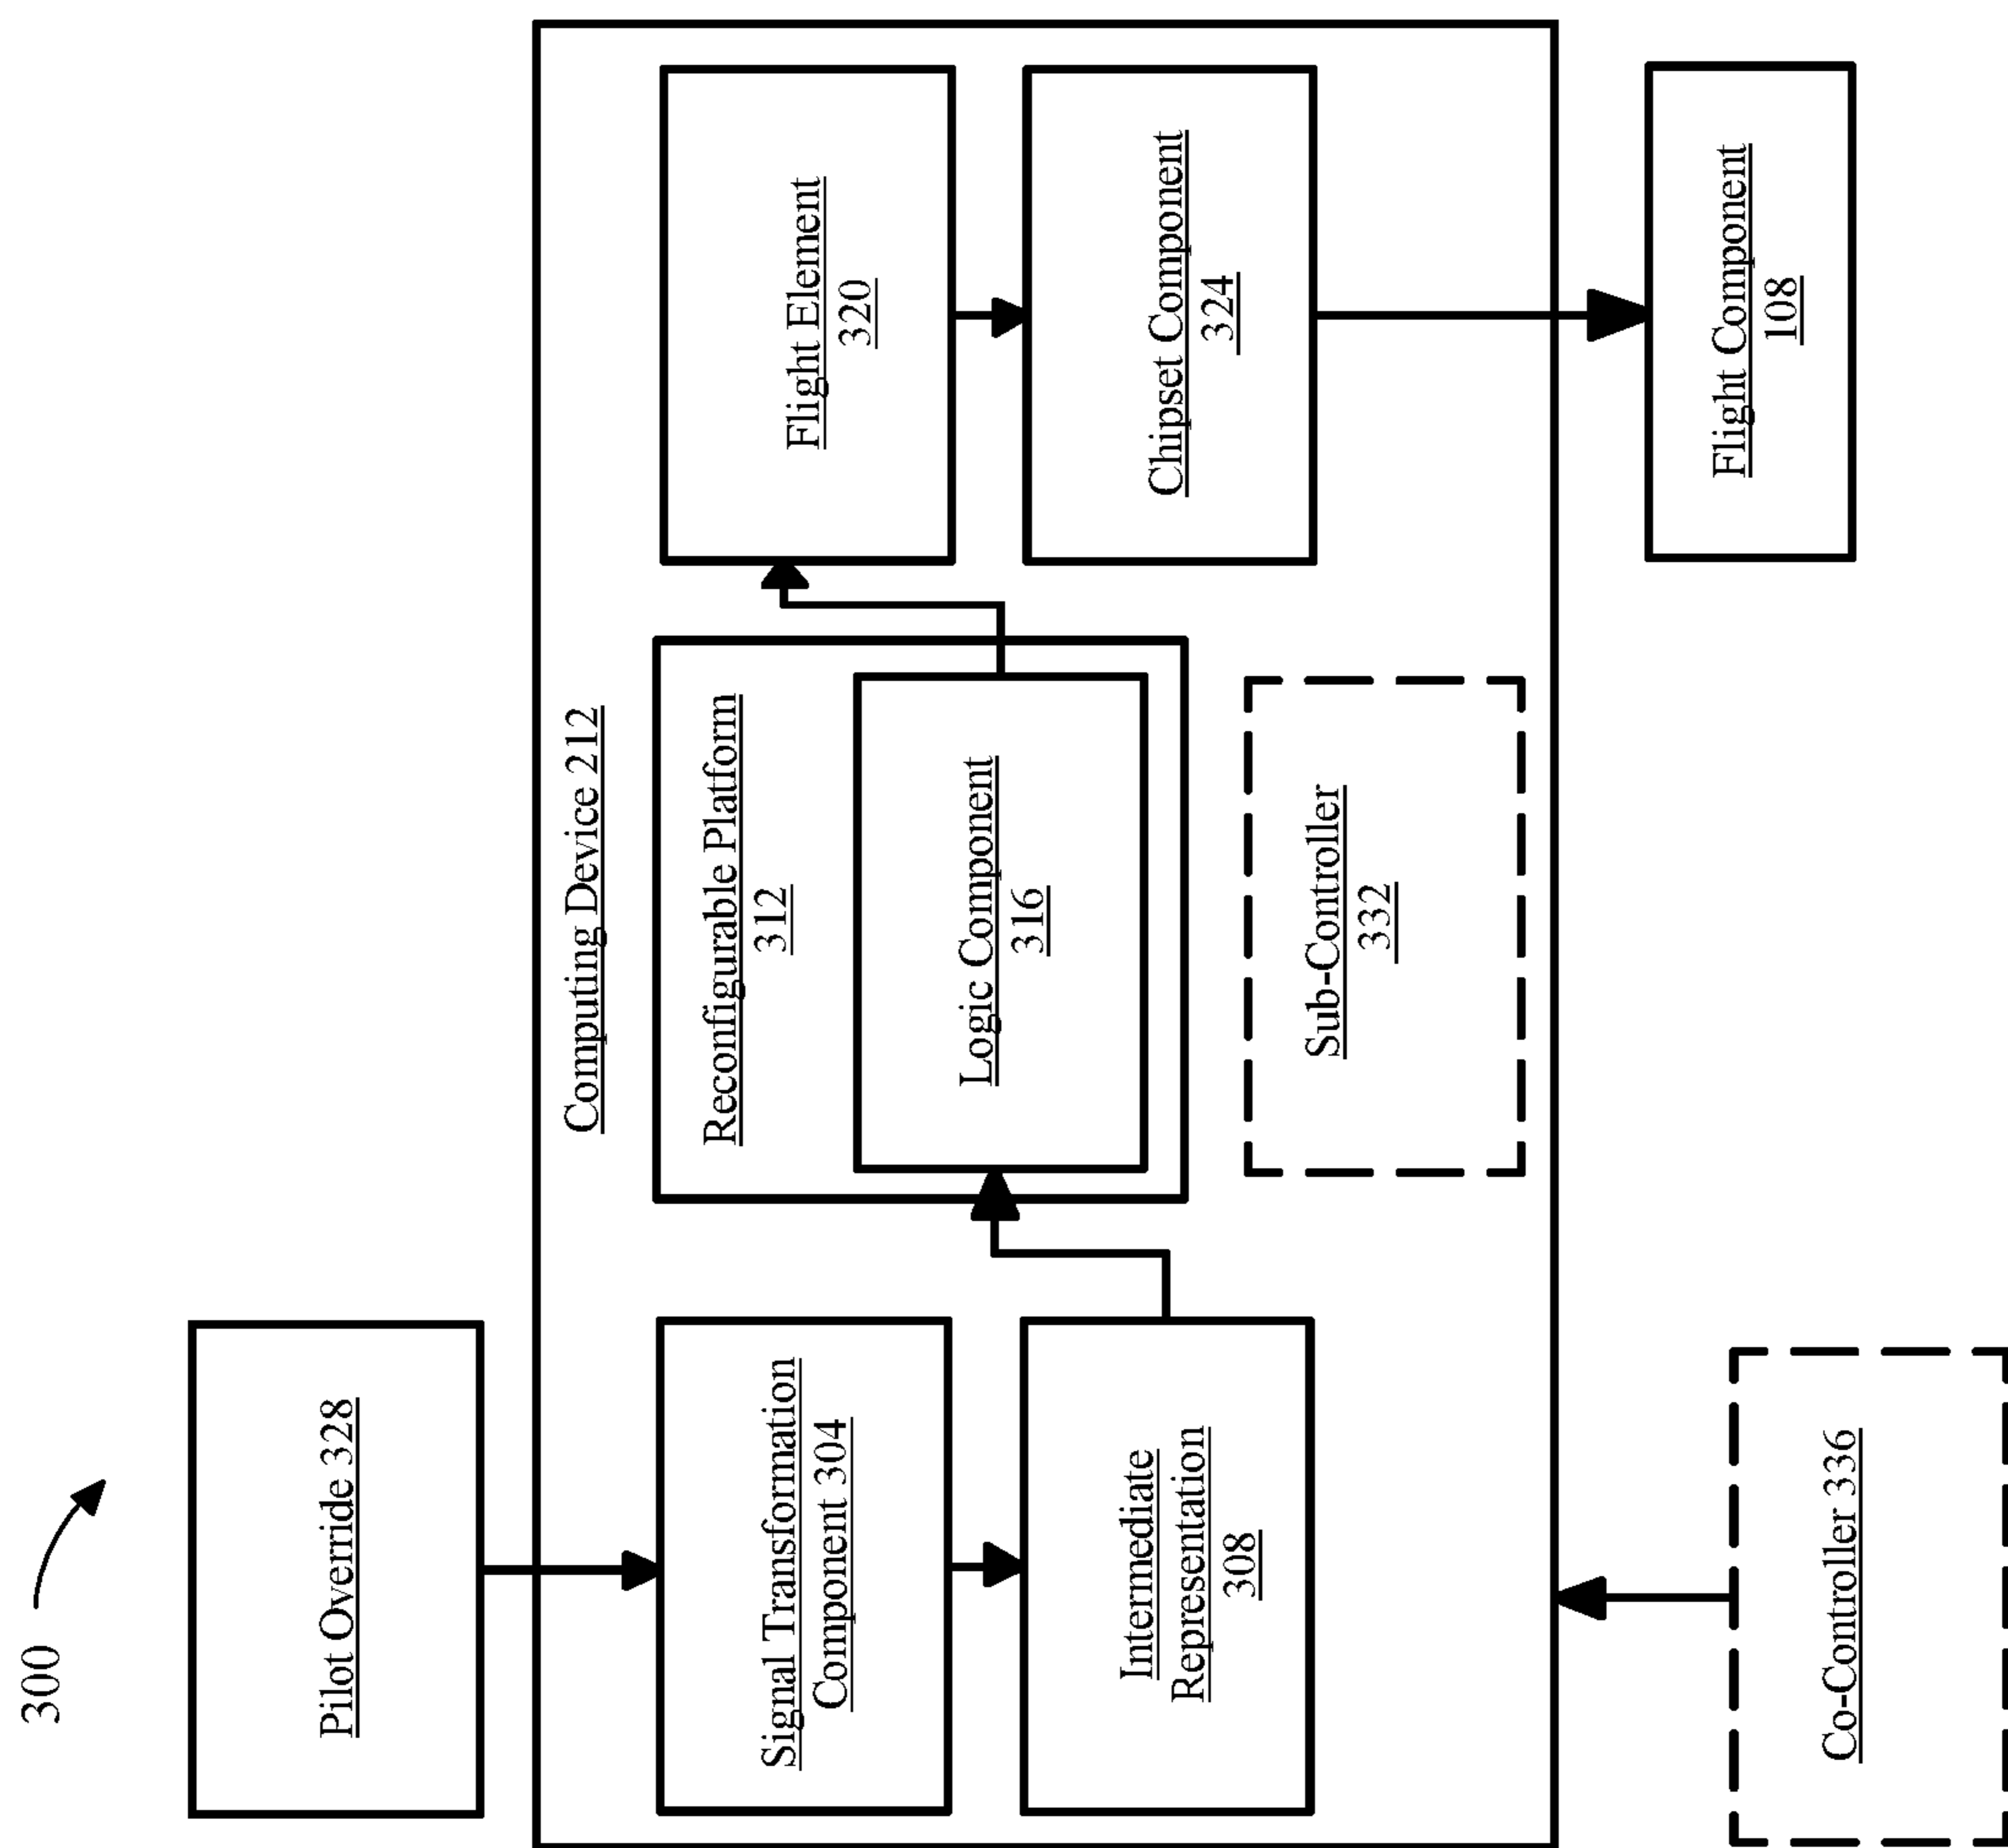 300
Pilot Override 328
Computing Device 212
Signal Transformation
Component 304
Intermediate
Representation
308
Reconfigurable Platform
312
Logic Component
316
Sub-Controller
332
Flight Element
320
Chipset Component
324
Co-Controller 336
Flight Component
108